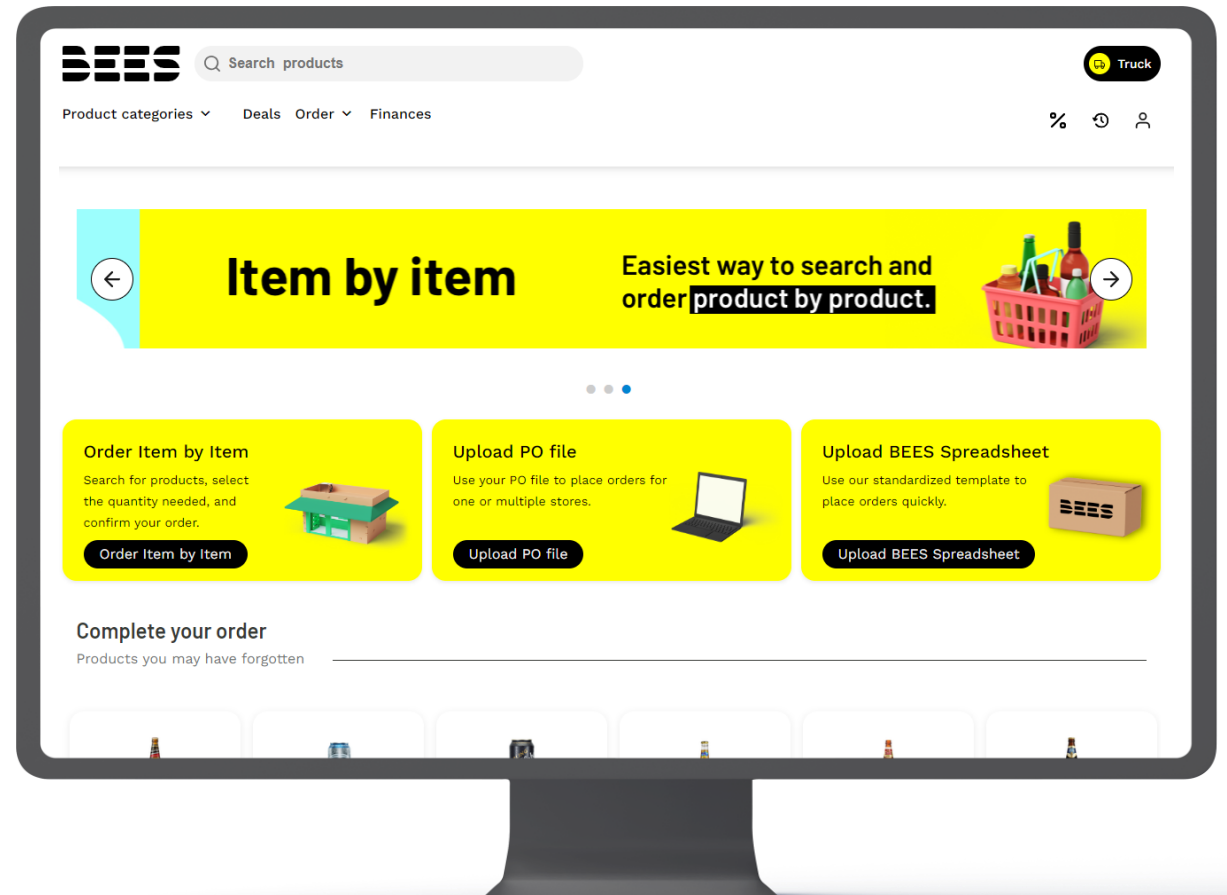 BEES
Search products
Truck
Product categories
Deals
Order
Finances
Item by item
Easiest way to search and
order product by product.
Order Item by Item
Search for products, select
the quantity needed, and
confirm your order.
Order Item by Item
Upload PO file
Use your PO file to place orders for
one or multiple stores.
Upload PO file
Upload BEES Spreadsheet
Use our standardized template to
place orders quickly.
BEES
Upload BEES Spreadsheet
Complete your order
Products you may have forgotten